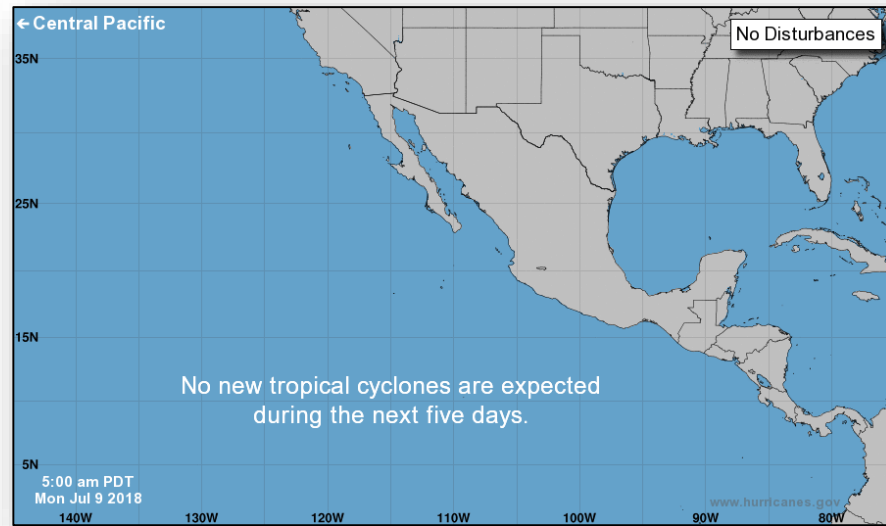 ← Central Pacific
No Disturbances
35N
25N
15N
No new tropical cyclones are expected
during the next five days.
5N
5:00 am PDT
Mon Jul 9 2018
www.hurricanes.gov
140W 130W 120W 110W 100W 90W 80W